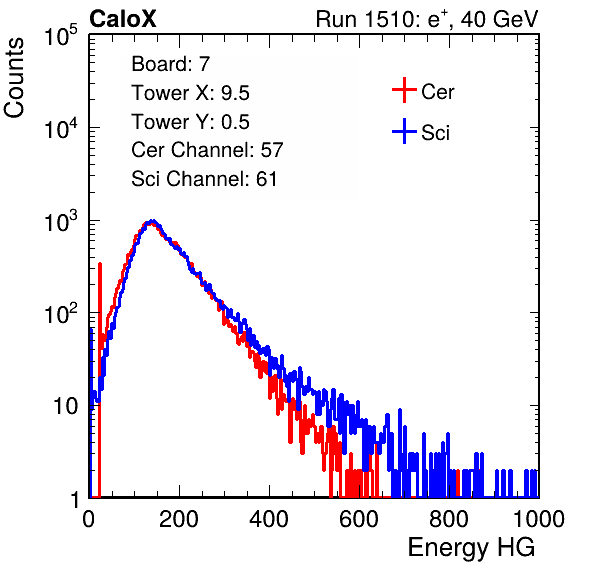 CaloX Run 1510: e+, 40 GeV
Counts
10^5
10^4
10^3
10^2
10
1
Board: 7
Tower X: 9.5
Tower Y: 0.5
Cer Channel: 57
Sci Channel: 61
Cer
Sci
0 200 400 600 800 1000
Energy HG